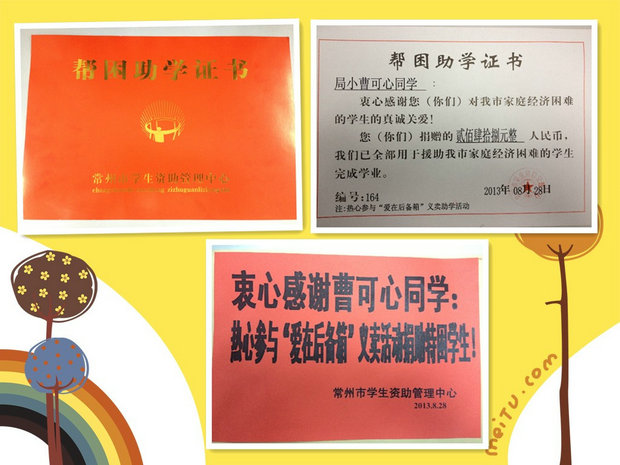 帮困助学证书
常州市学生资助管理中心
帮困助学证书
局小曹可心同学：
衷心感谢您（你们）对我市家庭经济困难
的学生的真诚关爱！
您（你们）捐赠的 贰佰肆拾捌元整 人民币，
我们已全部用于援助我市家庭经济困难的学生
完成学业。
2013年08月28日
编号:164
注:热心参与“爱在后备箱”义卖助学活动
衷心感谢曹可心同学：
热心参与“爱在后备箱”义卖活动捐助特困学生！
常州市学生资助管理中心
2013.8.28
meitu.com